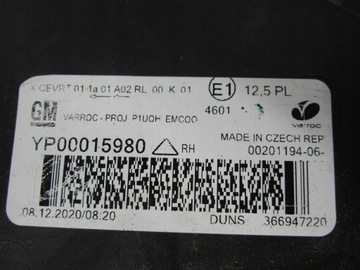 X CEVRT 01 1a 01 A02 RL 00 K 01
E1 12,5 PL
4601
varroc
GM
VARROC - PROJ P1UOH EMCOO
MADE IN CZECH REP
YP00015980 RH
00201194-06-
08.12.2020/08:20
DUNS 366947220